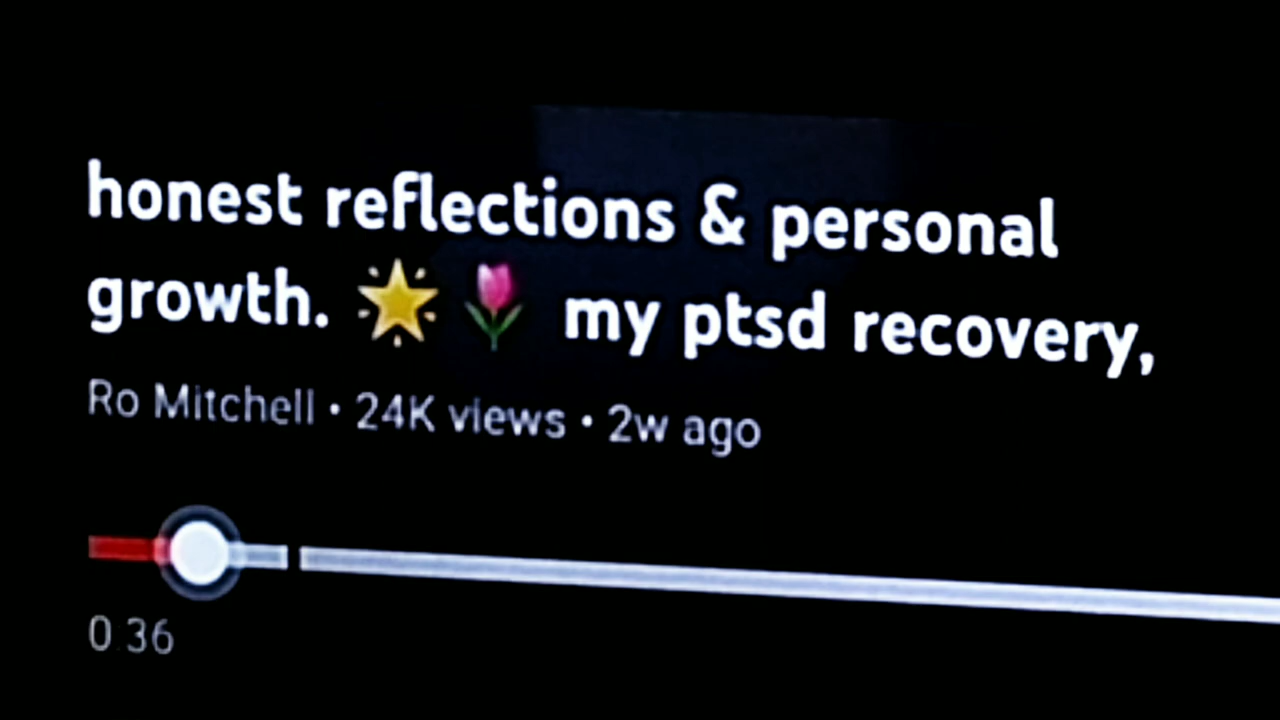 honest reflections & personal
growth. 🌟🌷 my ptsd recovery,
Ro Mitchell • 24K views • 2w ago
0:36